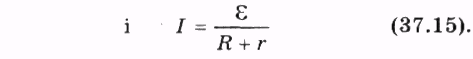 і I = ℰ / (R + r) (37.15).